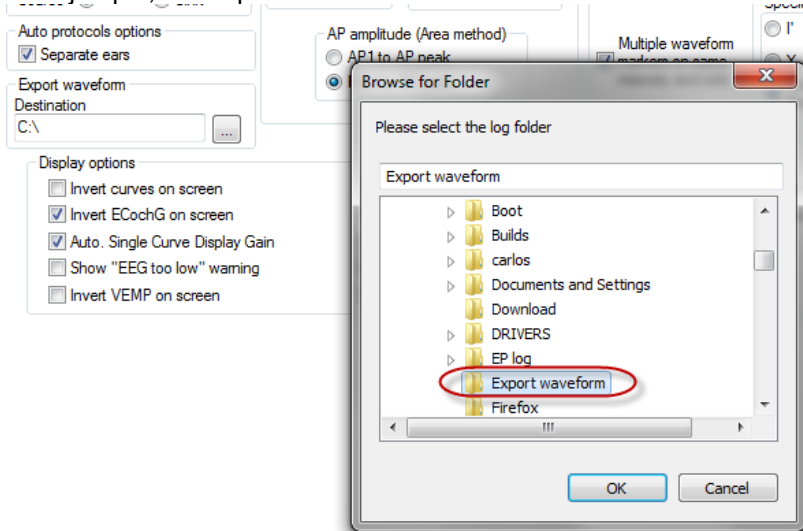 Auto protocols options
Separate ears
Export waveform
Destination
C:\
...
AP amplitude (Area method)
AP1 to AP peak
Multiple waveform
I'
Display options
Invert curves on screen
Invert ECochG on screen
Auto. Single Curve Display Gain
Show "EEG too low" warning
Invert VEMP on screen
Browse for Folder
Please select the log folder
Export waveform
Boot
Builds
carlos
Documents and Settings
Download
DRIVERS
EP log
Export waveform
Firefox
OK
Cancel